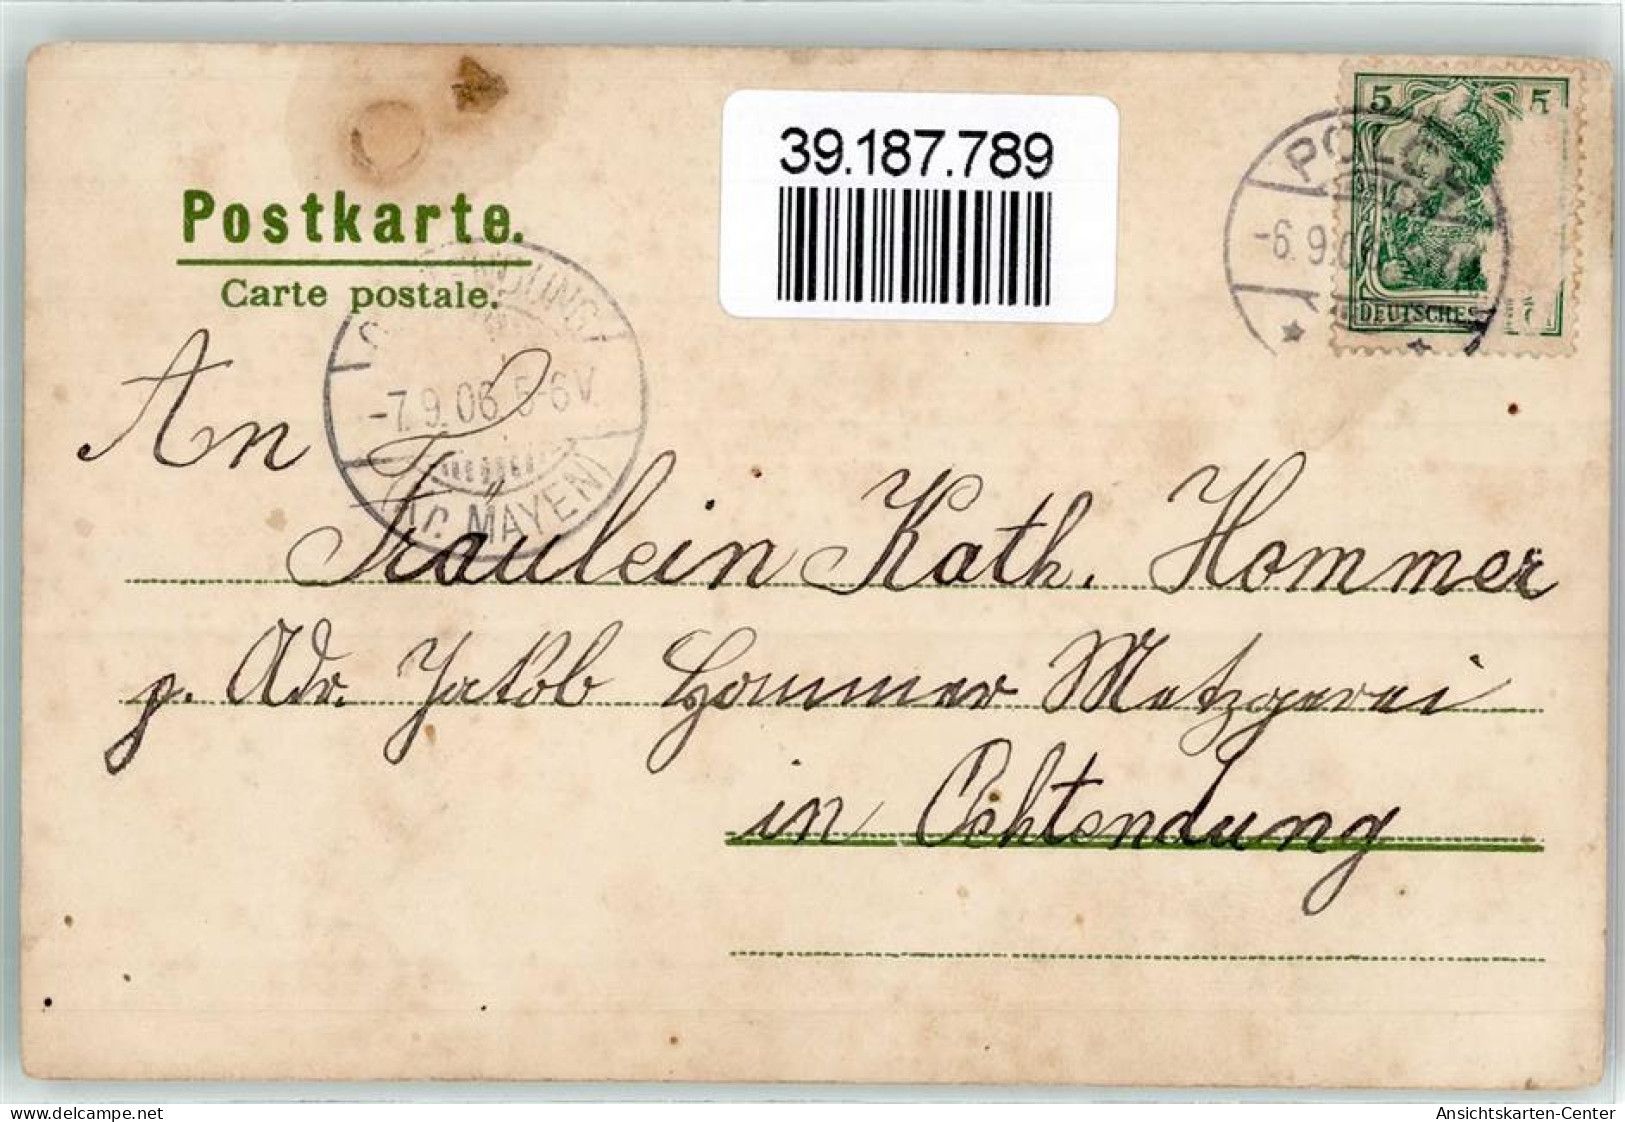 39.187.789
5 5
DEUTSCHES
-6.9.0
Postkarte.
Carte postale.
-7.9.06 5-6V
MAYEN
An
Fräulein Kath. Hommer
p. Adr. Jakob Hommer Metzgerei
in Ochtendung
delcampe.net
Ansichtskarten-Center